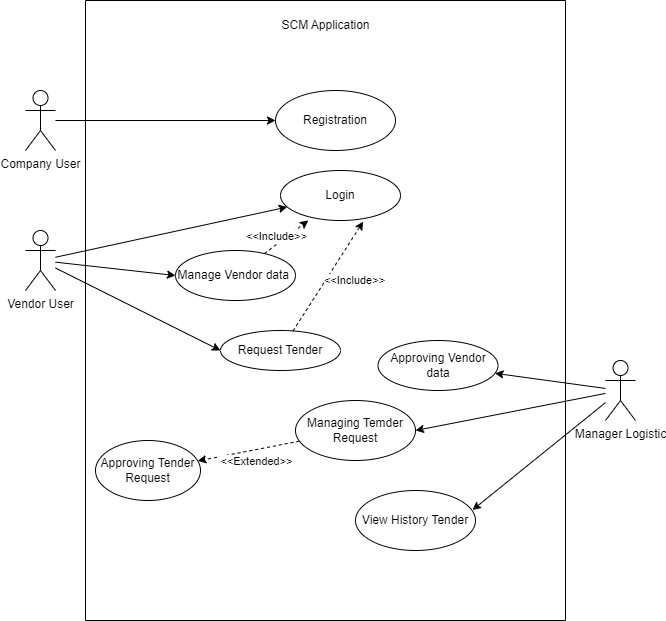 SCM Application
Registration
Company User
Login
<<Include>>
Manage Vendor data
<<Include>>
Vendor User
Request Tender
Approving Vendor
data
Managing Temder
Request
Manager Logistic
<<Extended>>
Approving Tender
Request
View History Tender